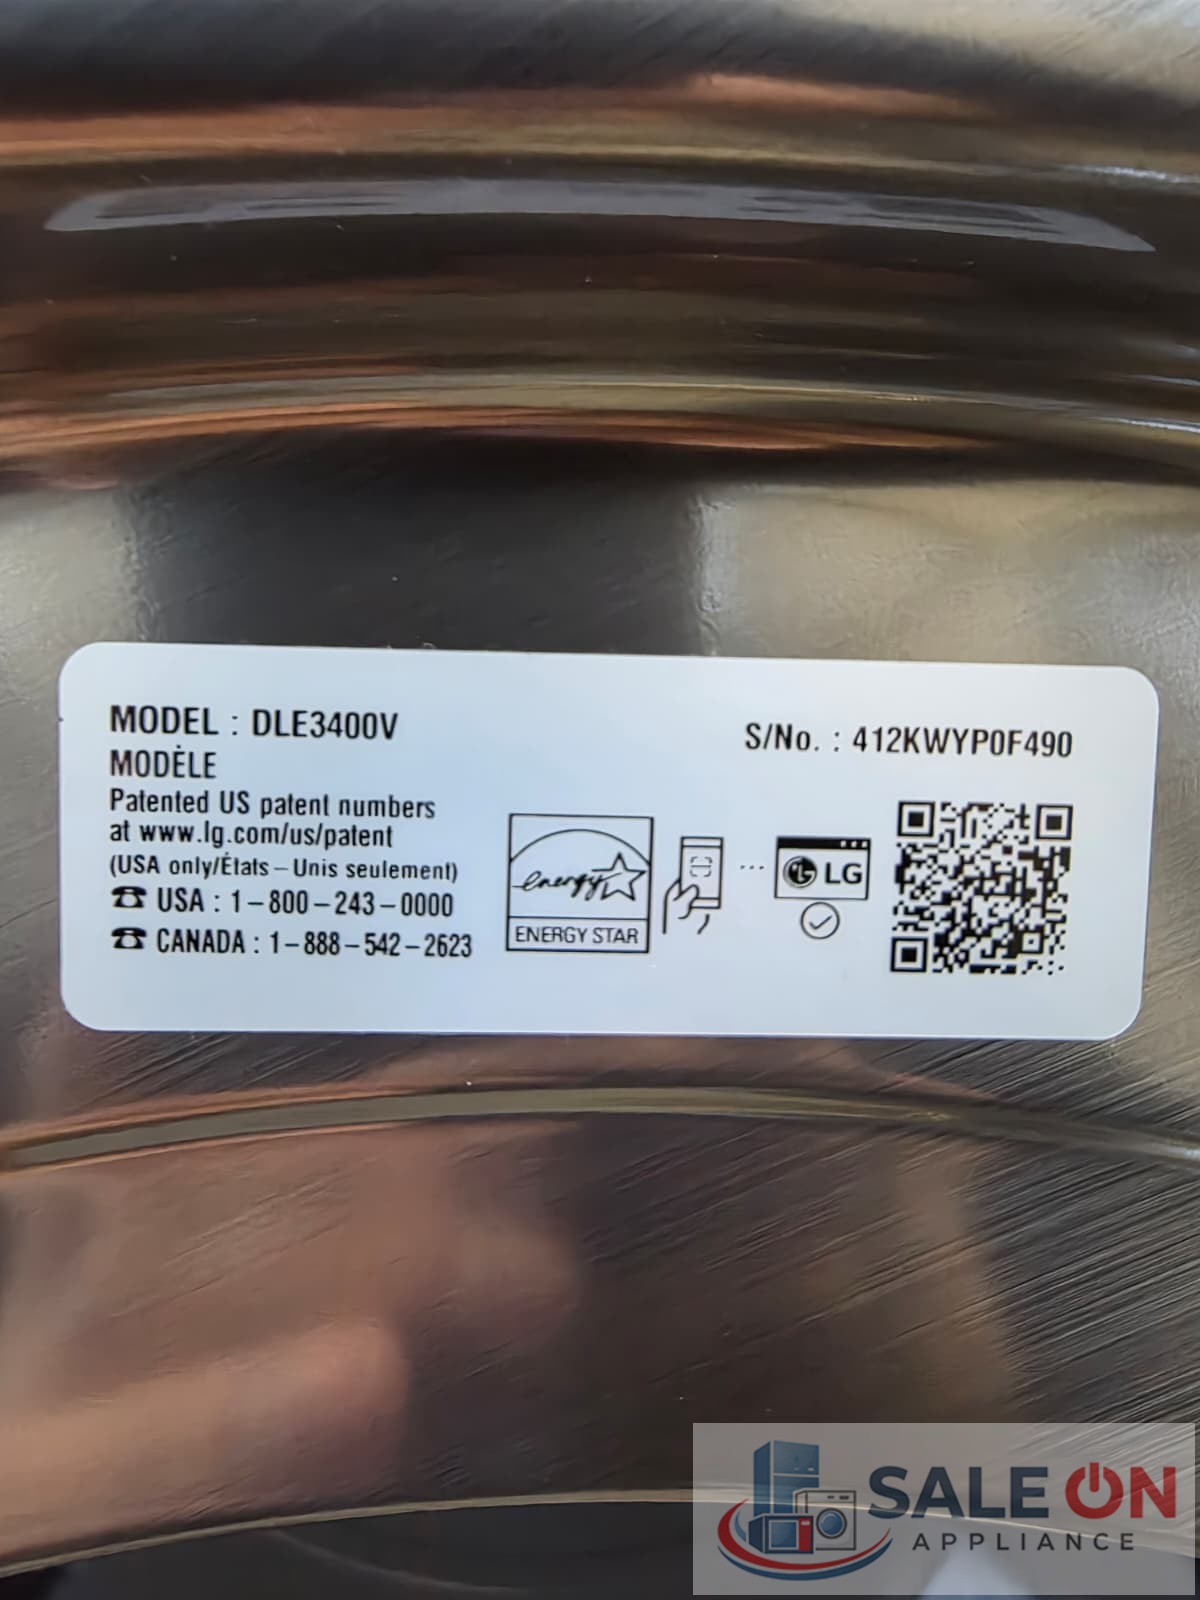 MODEL : DLE3400V
MODÈLE
Patented US patent numbers
at www.lg.com/us/patent
(USA only/États – Unis seulement)
☎ USA : 1–800–243–0000
☎ CANADA : 1–888–542–2623
S/No. : 412KWYP0F490
energy
ENERGY STAR
LG
SALE ON
APPLIANCE